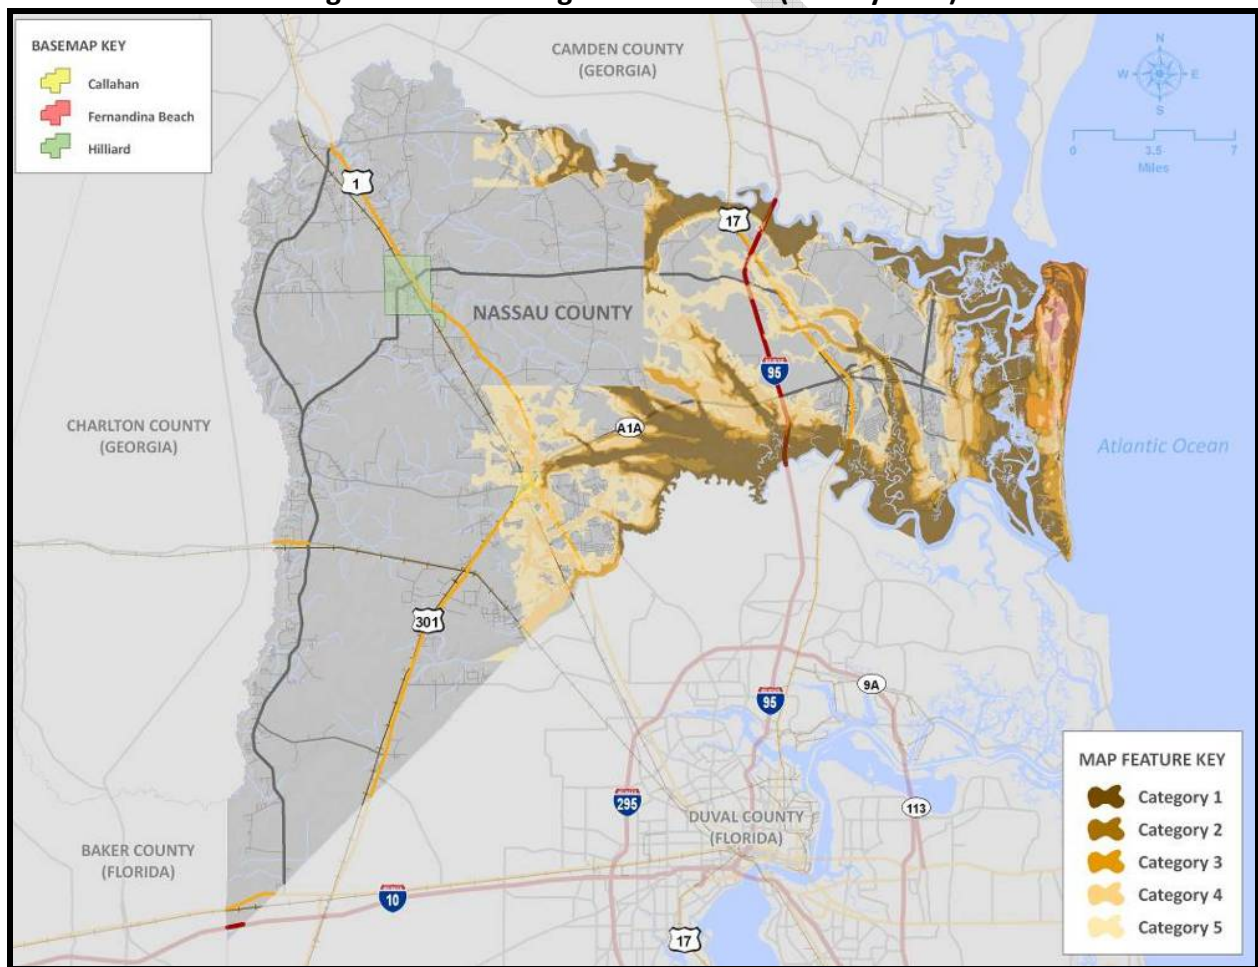 BASEMAP KEY
Callahan
Fernandina Beach
Hilliard
CAMDEN COUNTY
(GEORGIA)
N
W
E
S
0
3.5
7
Miles
1
17
NASSAU COUNTY
95
CHARLTON COUNTY
(GEORGIA)
A1A
Atlantic Ocean
301
9A
95
MAP FEATURE KEY
Category 1
Category 2
Category 3
Category 4
Category 5
295
DUVAL COUNTY
(FLORIDA)
113
BAKER COUNTY
(FLORIDA)
10
17